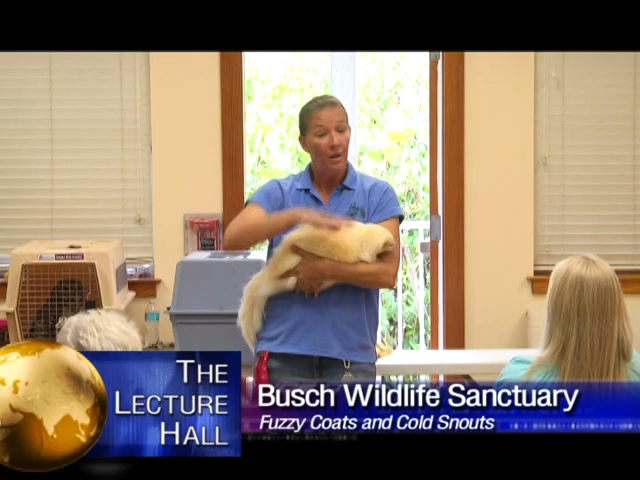 THE
LECTURE
HALL
Busch Wildlife Sanctuary
Fuzzy Coats and Cold Snouts